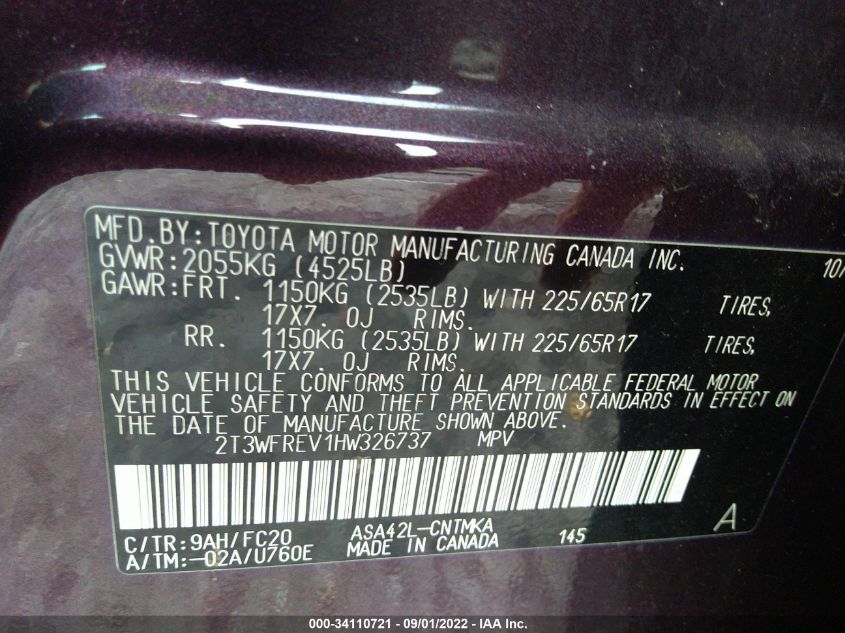 MFD.BY:TOYOTA MOTOR MANUFACTURING CANADA INC. 10/
GVWR:2055KG (4525LB)
GAWR:FRT. 1150KG (2535LB) WITH 225/65R17 TIRES,
17X7. OJ RIMS.
RR. 1150KG (2535LB) WITH 225/65R17 TIRES,
17X7. OJ RIMS.
THIS VEHICLE CONFORMS TO ALL APPLICABLE FEDERAL MOTOR
VEHICLE SAFETY AND THEFT PREVENTION STANDARDS IN EFFECT ON
THE DATE OF MANUFACTURE SHOWN ABOVE.
2T3WFREV1HW326737 MPV
C/TR:9AH/FC20 ASA42L-CNTMKA 145 A
A/TM:-02A/U760E MADE IN CANADA
000-34110721 - 09/01/2022 - IAA Inc.